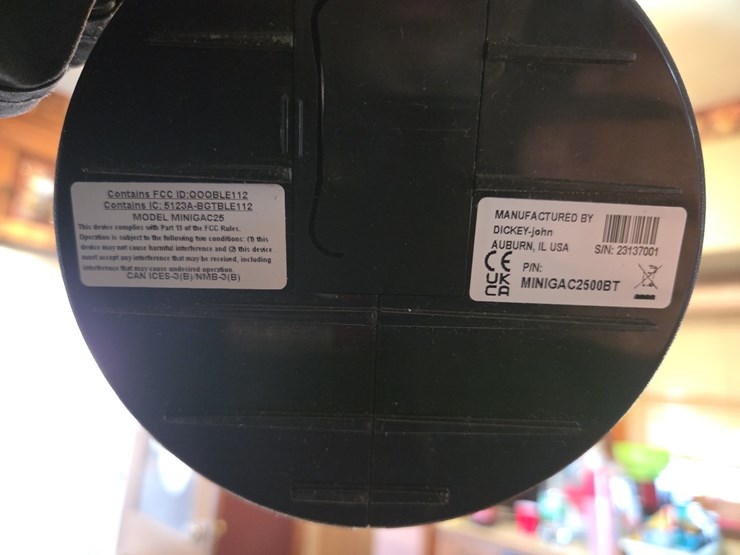 Contains FCC ID:QOQBLE112
Contains IC: 5123A-BGTBLE112
MODEL MINIGAC25
This device complies with Part 15 of the FCC Rules.
Operation is subject to the following two conditions: (1) this
device may not cause harmful interference and (2) this device
must accept any interference that may be received, including
interference that may cause undesired operation.
CAN ICES-3(B)/NMB-3(B)
MANUFACTURED BY
DICKEY-john
AUBURN, IL USA
S/N: 23137001
CE
UK
CA
P/N:
MINIGAC2500BT